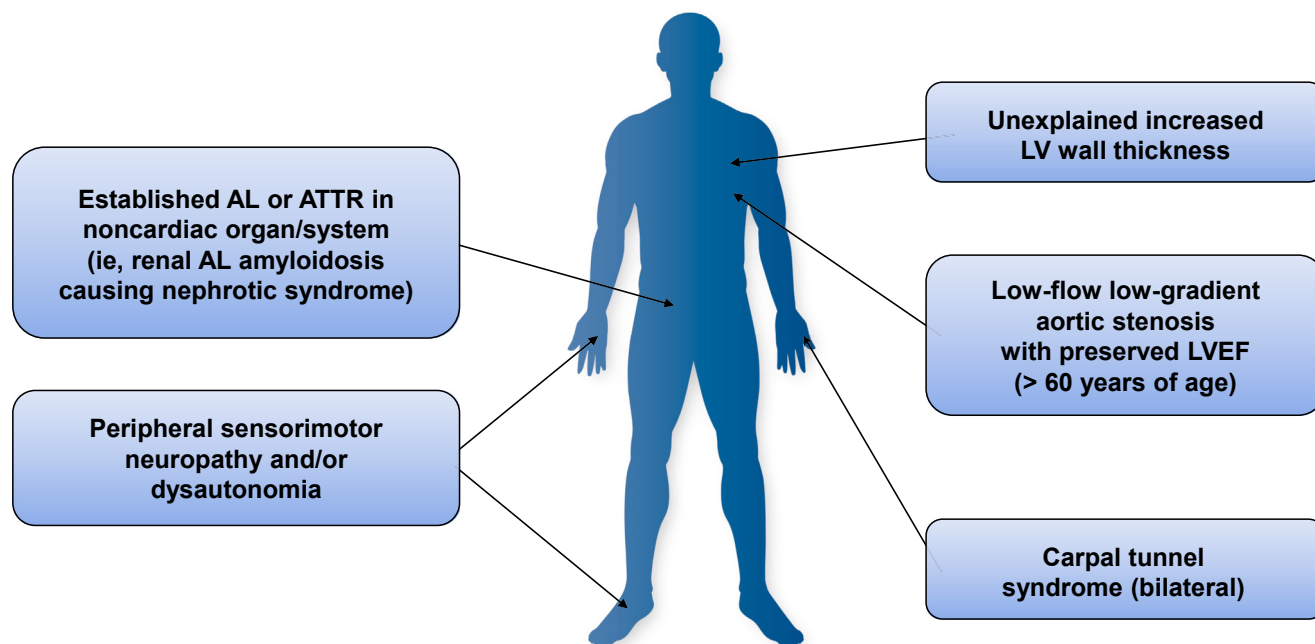 Established AL or ATTR in
noncardiac organ/system
(ie, renal AL amyloidosis
causing nephrotic syndrome)
Peripheral sensorimotor
neuropathy and/or
dysautonomia
Unexplained increased
LV wall thickness
Low-flow low-gradient
aortic stenosis
with preserved LVEF
(> 60 years of age)
Carpal tunnel
syndrome (bilateral)